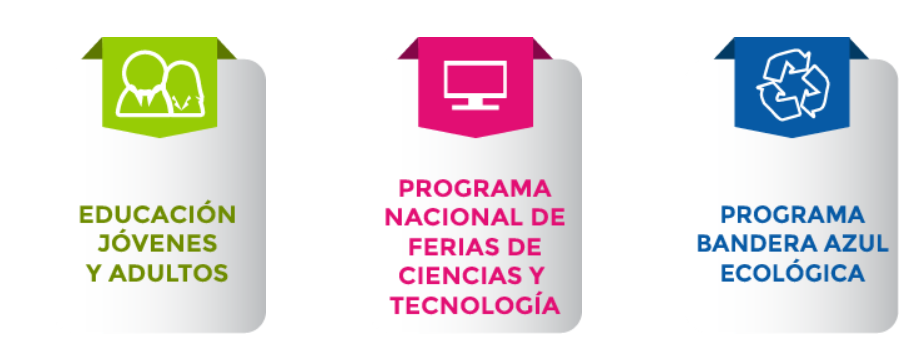 EDUCACIÓN
JÓVENES
Y ADULTOS
PROGRAMA
NACIONAL DE
FERIAS DE
CIENCIAS Y
TECNOLOGÍA
PROGRAMA
BANDERA AZUL
ECOLÓGICA